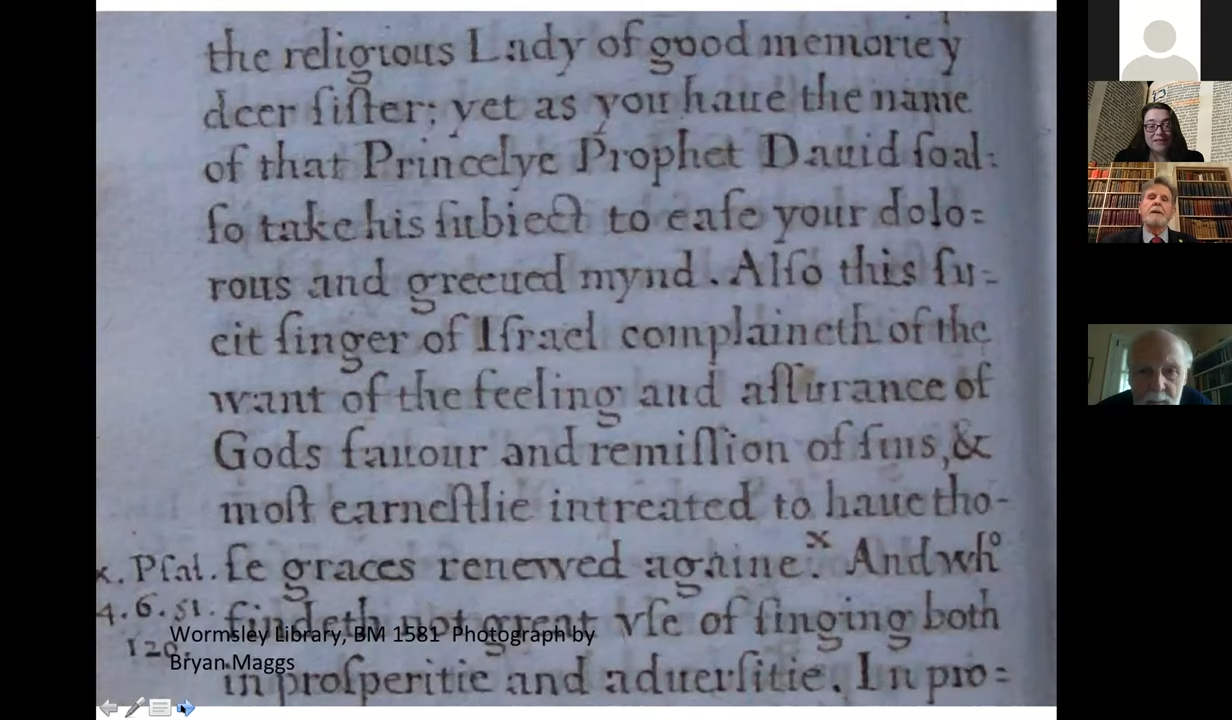 the religious Lady of good memorie y
deer ſiſter; yet as you haue the name
of that Princelye Prophet Dauid ſoal:
ſo take his ſubiect to eaſe your dolo=
rous and greeued mynd. Alſo this ſu=
eit ſinger of Iſrael complaineth of the
want of the feeling and aſſurance of
Gods fauour and remiſſion of ſins, &
moſt earneſtlie intreated to haue tho-
x. Pſal. ſe graces renewed againe.ˣ And whᵒ
4.6.51. findeth not great vſe of ſinging both
120. in proſperitie and aduerſitie. In pro=
Wormsley Library, BM 1581 Photograph by
Bryan Maggs